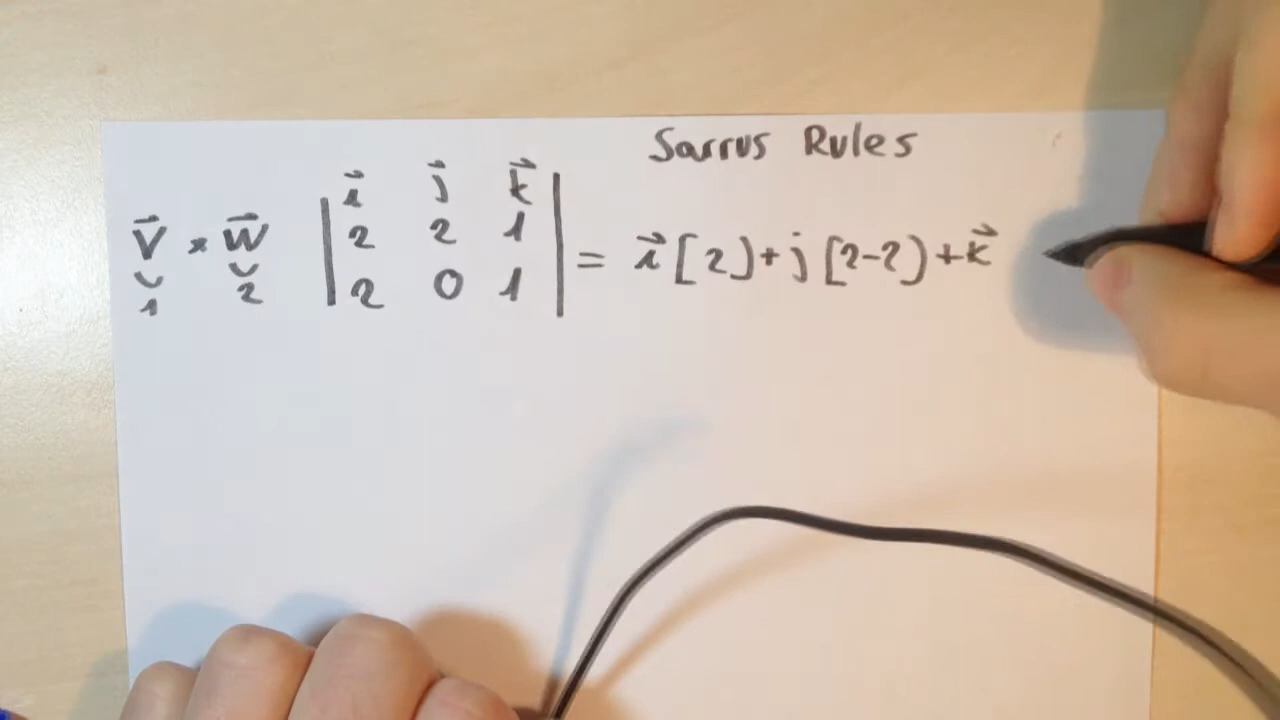 Sarrus Rules
i⃗ j⃗ k⃗
V⃗ × W⃗ | 2 2 1 | = i⃗ [2] + j [2-2) + k⃗
1 2 2 0 1